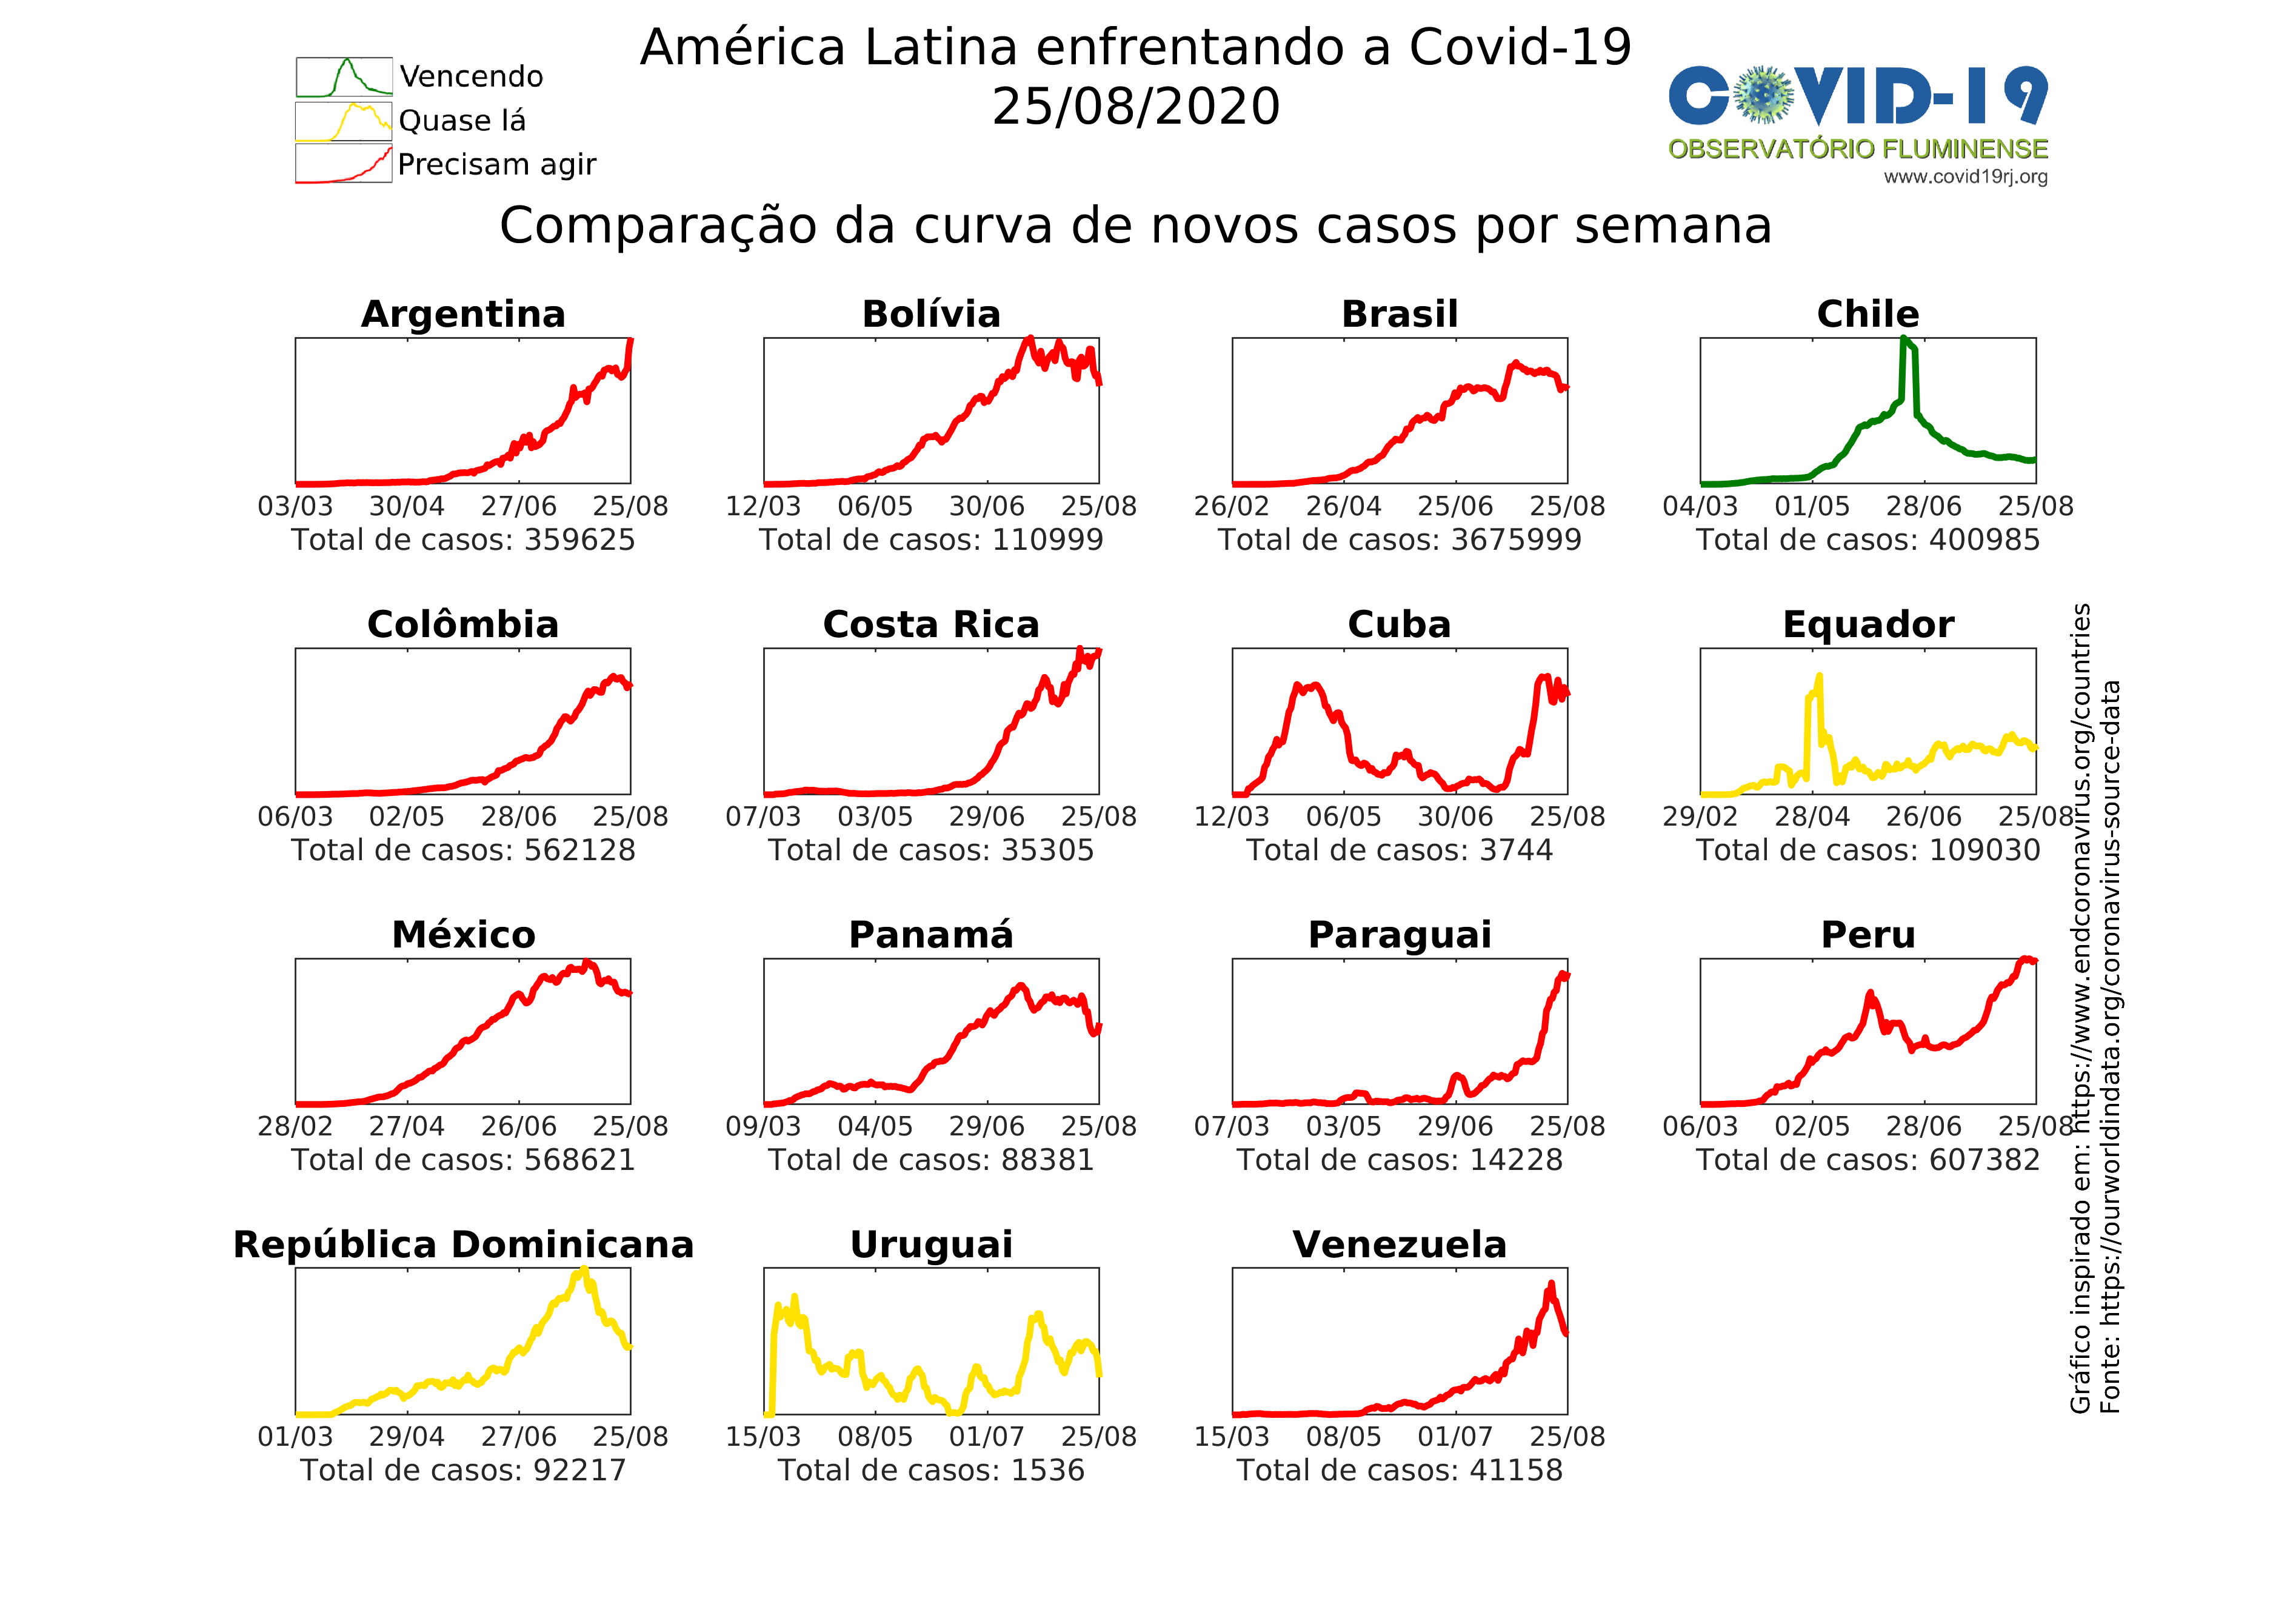 América Latina enfrentando a Covid-19
25/08/2020
Vencendo
Quase lá
Precisam agir
COVID-19
OBSERVATÓRIO FLUMINENSE
www.covid19rj.org
Comparação da curva de novos casos por semana
Argentina
03/03 30/04 27/06 25/08
Total de casos: 359625
Bolívia
12/03 06/05 30/06 25/08
Total de casos: 110999
Brasil
26/02 26/04 25/06 25/08
Total de casos: 3675999
Chile
04/03 01/05 28/06 25/08
Total de casos: 400985
Colômbia
06/03 02/05 28/06 25/08
Total de casos: 562128
Costa Rica
07/03 03/05 29/06 25/08
Total de casos: 35305
Cuba
12/03 06/05 30/06 25/08
Total de casos: 3744
Equador
29/02 28/04 26/06 25/08
Total de casos: 109030
México
28/02 27/04 26/06 25/08
Total de casos: 568621
Panamá
09/03 04/05 29/06 25/08
Total de casos: 88381
Paraguai
07/03 03/05 29/06 25/08
Total de casos: 14228
Peru
06/03 02/05 28/06 25/08
Total de casos: 607382
República Dominicana
01/03 29/04 27/06 25/08
Total de casos: 92217
Uruguai
15/03 08/05 01/07 25/08
Total de casos: 1536
Venezuela
15/03 08/05 01/07 25/08
Total de casos: 41158
Gráfico inspirado em: https://www.endcoronavirus.org/countries
Fonte: https://ourworldindata.org/coronavirus-source-data